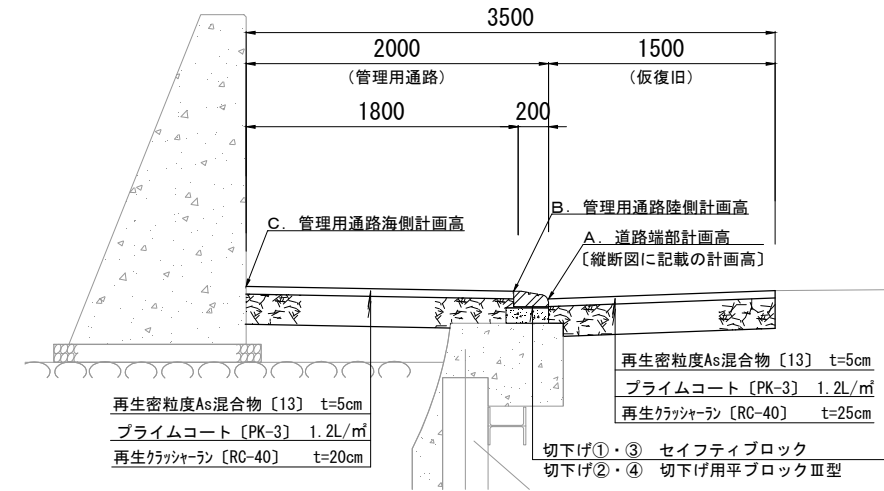 3500
2000
1500
(管理用通路)
(仮復旧)
1800
200
B. 管理用通路陸側計画高
C. 管理用通路海側計画高
A. 道路端部計画高
〔縦断図に記載の計画高〕
再生密粒度As混合物〔13〕 t=5cm
プライムコート〔PK-3〕 1.2L/㎡
再生クラッシャーラン〔RC-40〕 t=25cm
再生密粒度As混合物〔13〕 t=5cm
プライムコート〔PK-3〕 1.2L/㎡
再生クラッシャーラン〔RC-40〕 t=20cm
切下げ①・③ セイフティブロック
切下げ②・④ 切下げ用平ブロックⅢ型